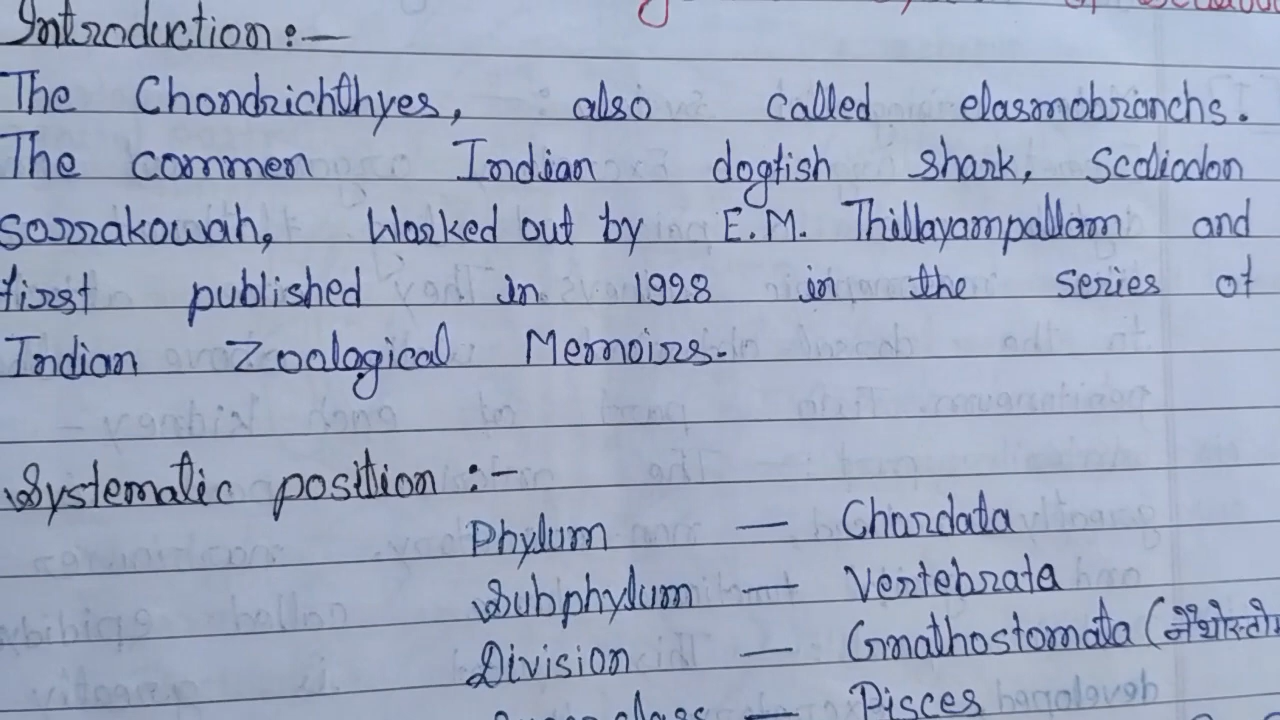 of
Introduction :-
The Chondrichthyes, also called elasmobranchs.
The commen Indian dogfish shark, Scoliodon
sorrakowah, Worked out by E.M. Thillayampallam and
first published in 1928 in the series of
Indian Zoological Memoirs.
Systematic position :-
Phylum — Chordata
Subphylum — Vertebrata
Division — Gnathostomata (
— Pisces